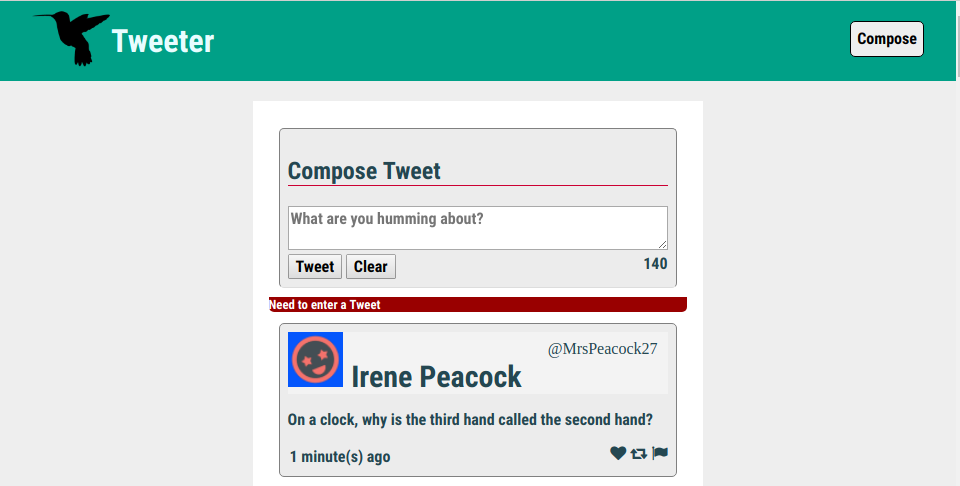 Tweeter
Compose
Compose Tweet
What are you humming about?
Tweet Clear 140
Need to enter a Tweet
@MrsPeacock27
Irene Peacock
On a clock, why is the third hand called the second hand?
1 minute(s) ago